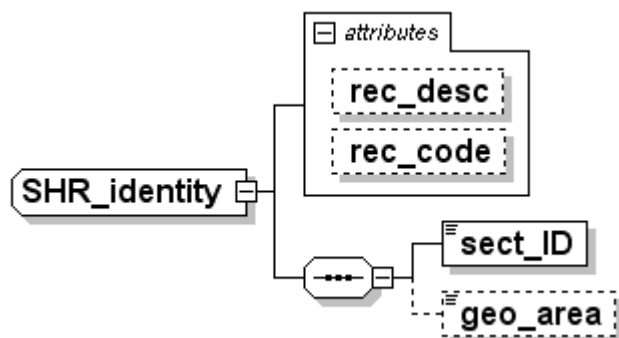 attributes
rec_desc
rec_code
SHR_identity
sect_ID
geo_area